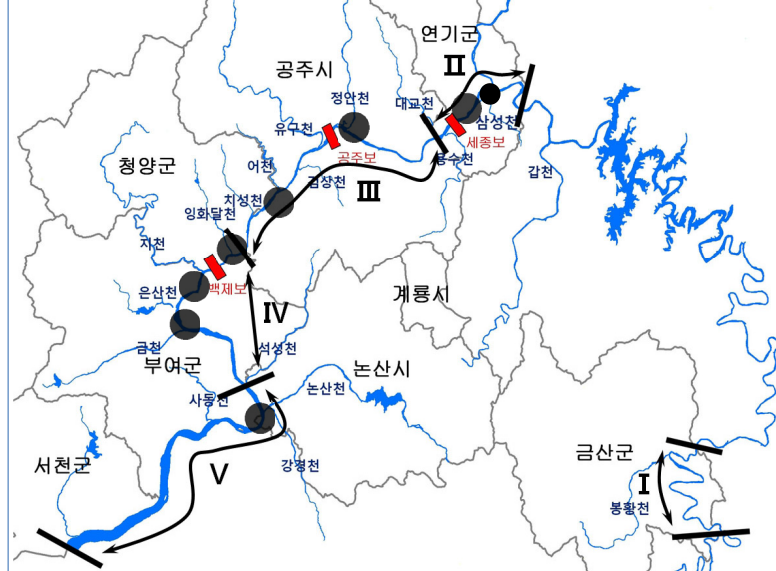 연기군
II
공주시
정안천
대교천
유구천
삼성천
공주보
세종보
용수천
어천
검상천
갑천
청양군
III
치성천
잉화달천
지천
은산천
백제보
계룡시
IV
금천
부여군
석성천
논산시
사동천
논산천
서천군
V
강경천
금산군
I
봉황천